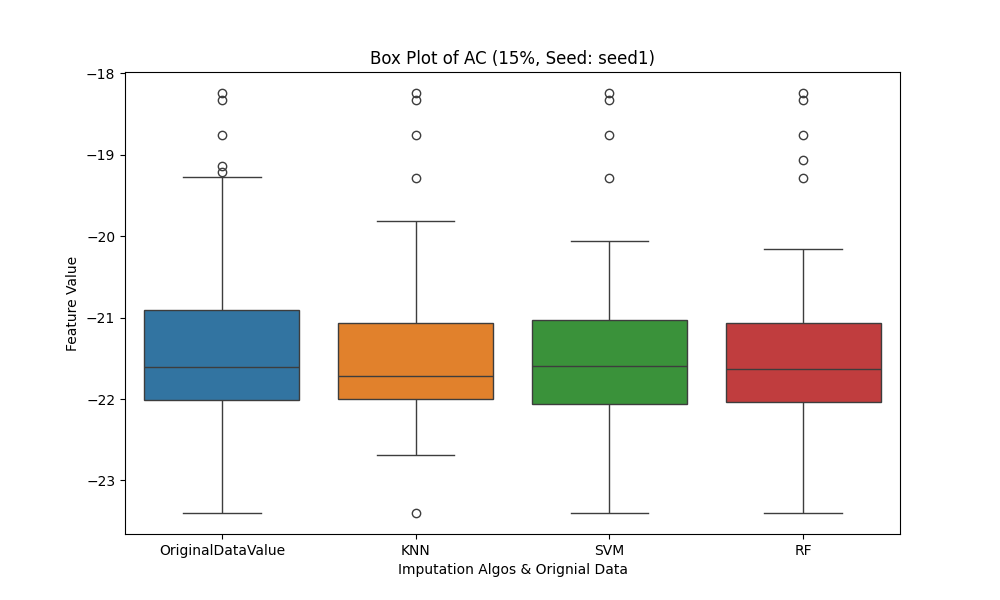 Box Plot of AC (15%, Seed: seed1)
Feature Value
−18
−19
−20
−21
−22
−23
OriginalDataValue KNN SVM RF
Imputation Algos & Orignial Data